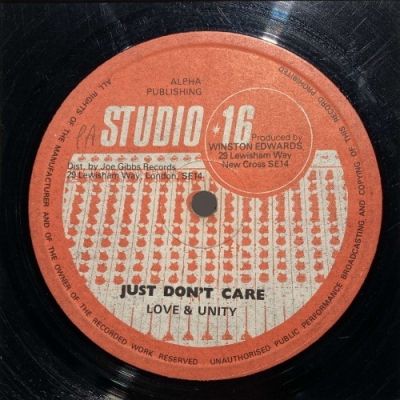 ALPHA
PUBLISHING
PA
STUDIO 16
Produced by
WINSTON EDWARDS
29 Lewisham Way
New Cross SE14
Dist. by Joe Gibbs Records
29 Lewisham Way, London, SE14
JUST DON'T CARE
LOVE & UNITY
ALL RIGHTS OF THE MANUFACTURER AND OF THE OWNER OF THE RECORDED WORK RESERVED UNAUTHORISED PUBLIC PERFORMANCE BROADCASTING AND COPYING OF THIS RECORD PROHIBITED